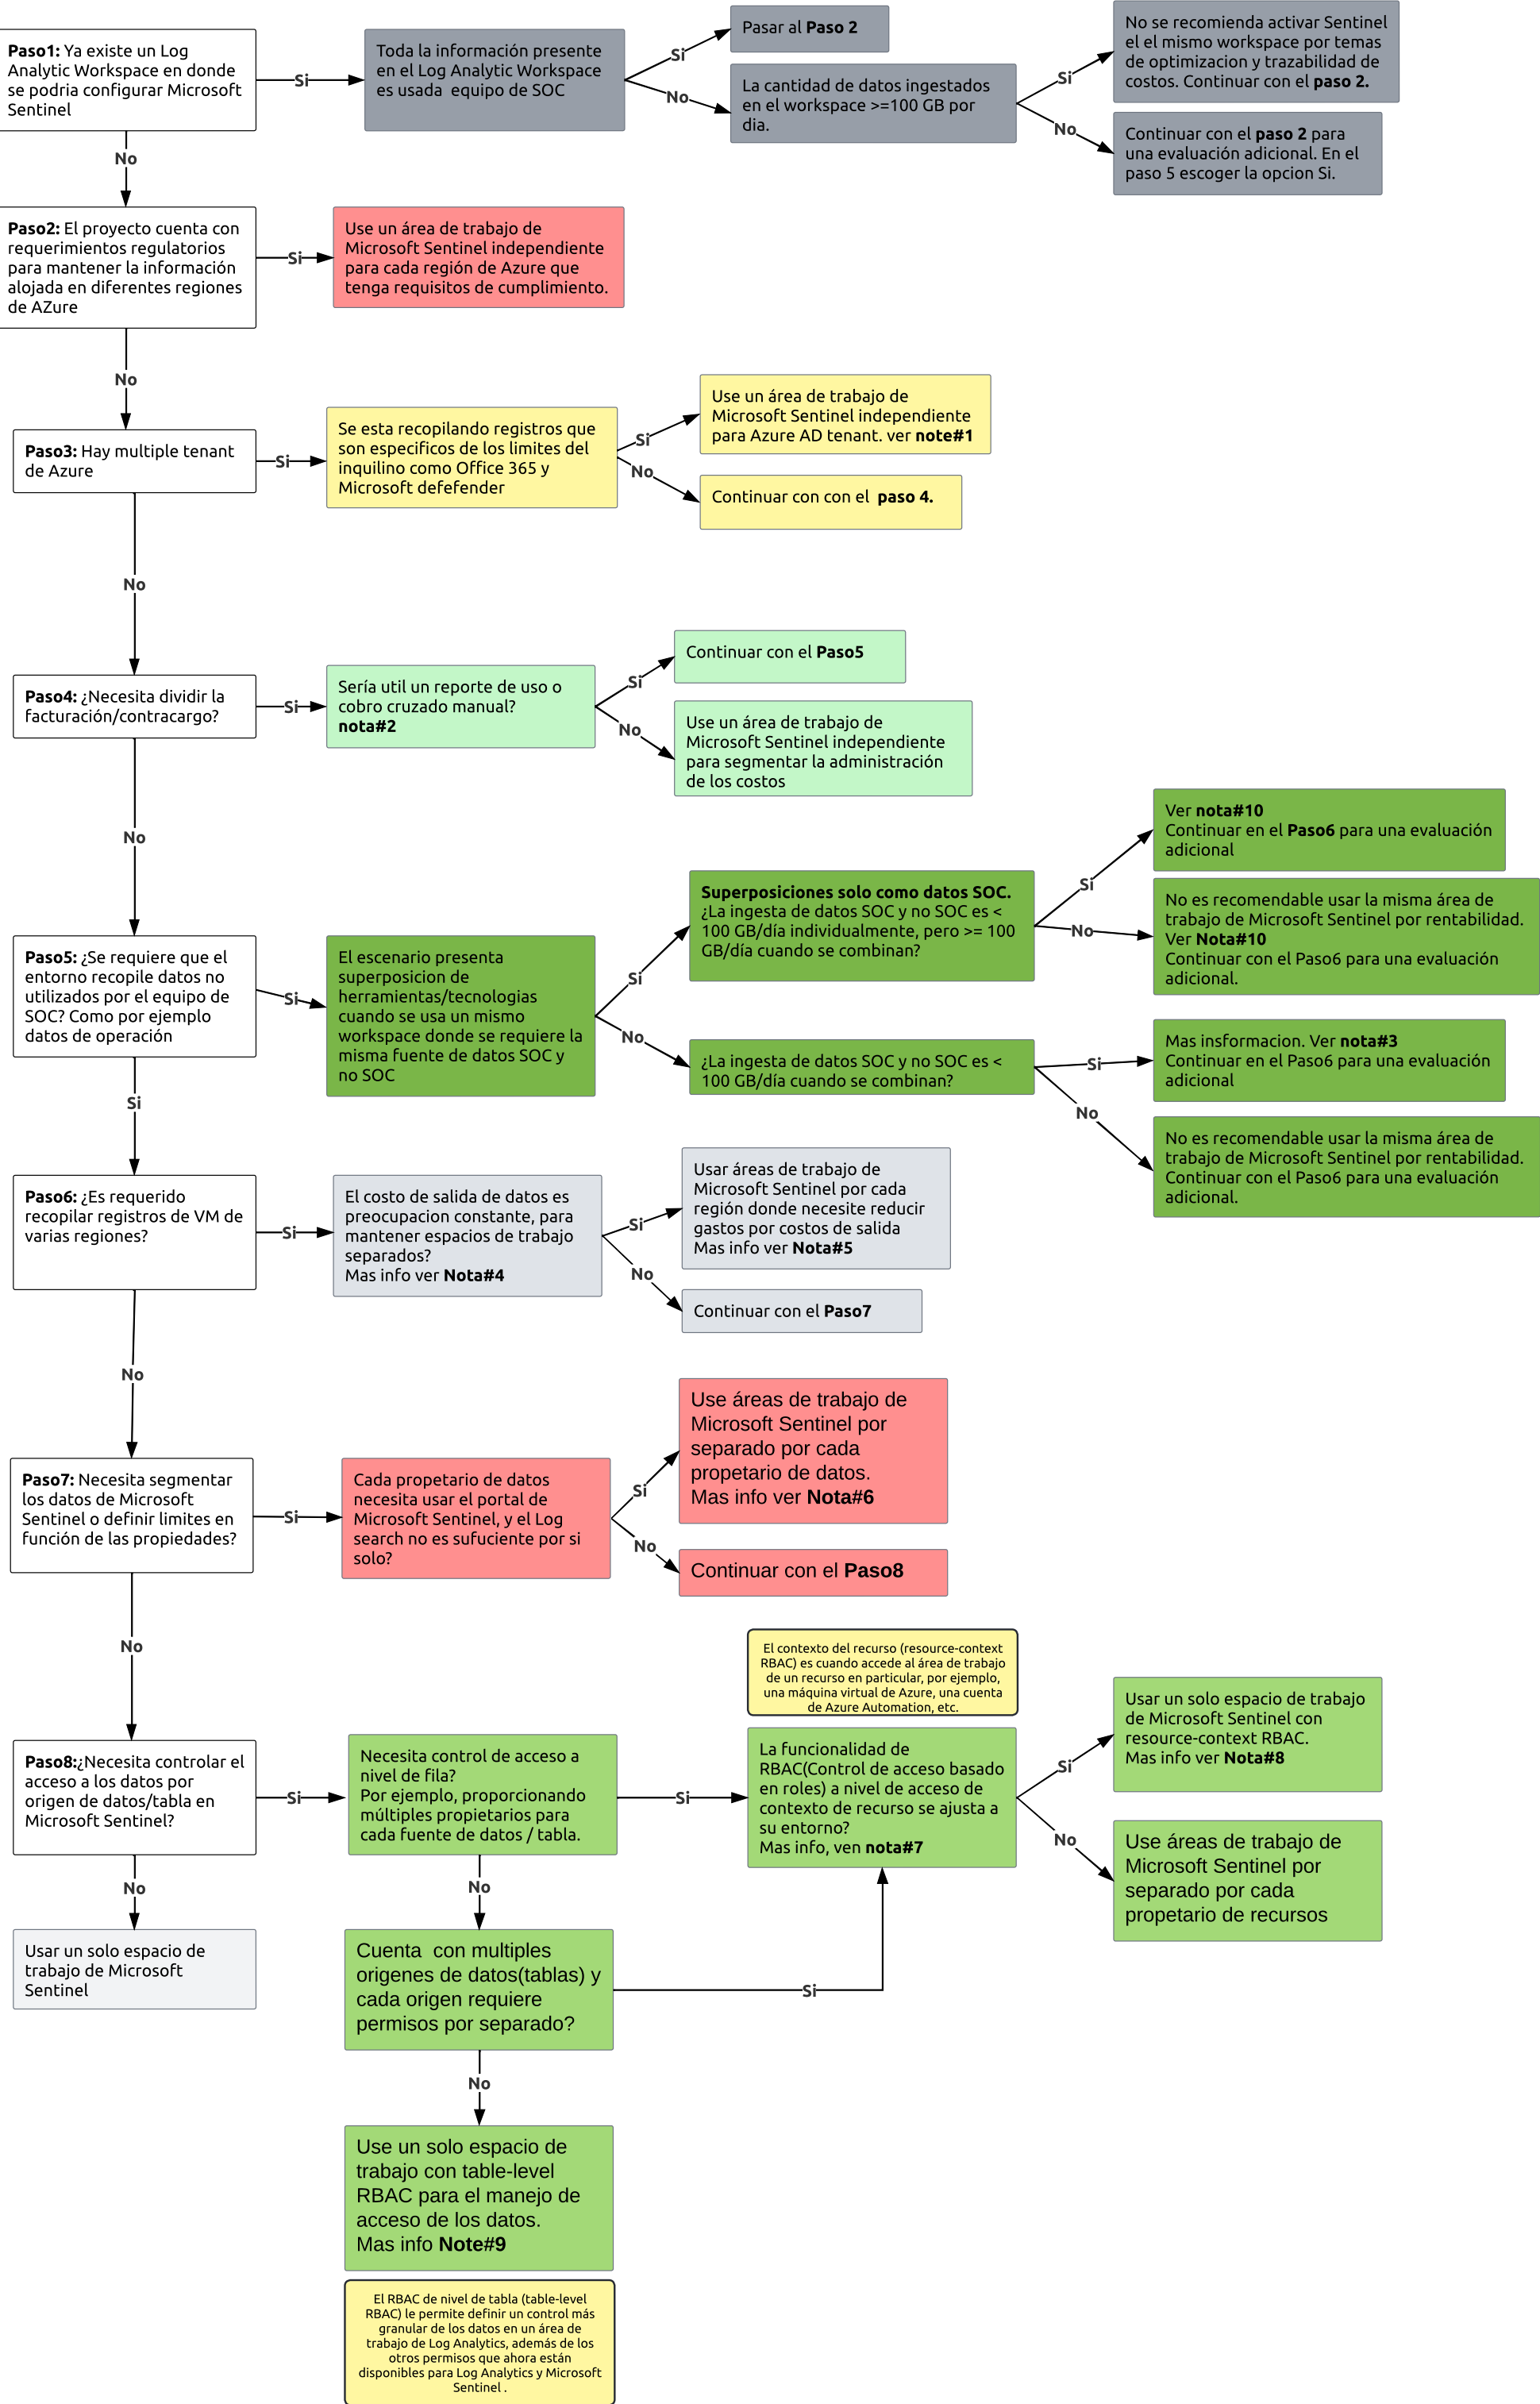 Paso1: Ya existe un Log
Analytic Workspace en donde
se podria configurar Microsoft
Sentinel
Si
Toda la información presente
en el Log Analytic Workspace
es usada  equipo de SOC
Si
Pasar al Paso 2
No
La cantidad de datos ingestados
en el workspace >=100 GB por
dia.
Si
No se recomienda activar Sentinel
el el mismo workspace por temas
de optimizacion y trazabilidad de
costos. Continuar con el paso 2.
No
Continuar con el paso 2 para
una evaluación adicional. En el
paso 5 escoger la opcion Si.
No
Paso2: El proyecto cuenta con
requerimientos regulatorios
para mantener la información
alojada en diferentes regiones
de AZure
Si
Use un área de trabajo de
Microsoft Sentinel independiente
para cada región de Azure que
tenga requisitos de cumplimiento.
No
Paso3: Hay multiple tenant
de Azure
Si
Se esta recopilando registros que
son especificos de los limites del
inquilino como Office 365 y
Microsoft defefender
Si
Use un área de trabajo de
Microsoft Sentinel independiente
para Azure AD tenant. ver note#1
No
Continuar con con el  paso 4.
No
Paso4: ¿Necesita dividir la
facturación/contracargo?
Si
Sería util un reporte de uso o
cobro cruzado manual?
nota#2
Si
Continuar con el Paso5
No
Use un área de trabajo de
Microsoft Sentinel independiente
para segmentar la administración
de los costos
No
Paso5: ¿Se requiere que el
entorno recopile datos no
utilizados por el equipo de
SOC? Como por ejemplo
datos de operación
Si
El escenario presenta
superposicion de
herramientas/tecnologias
cuando se usa un mismo
workspace donde se requiere la
misma fuente de datos SOC y
no SOC
Si
Superposiciones solo como datos SOC.
¿La ingesta de datos SOC y no SOC es <
100 GB/día individualmente, pero >= 100
GB/día cuando se combinan?
Si
Ver nota#10
Continuar en el Paso6 para una evaluación
adicional
No
No es recomendable usar la misma área de
trabajo de Microsoft Sentinel por rentabilidad.
Ver Nota#10
Continuar con el Paso6 para una evaluación
adicional.
No
¿La ingesta de datos SOC y no SOC es <
100 GB/día cuando se combinan?
Si
Mas insformacion. Ver nota#3
Continuar en el Paso6 para una evaluación
adicional
No
No es recomendable usar la misma área de
trabajo de Microsoft Sentinel por rentabilidad.
Continuar con el Paso6 para una evaluación
adicional.
Si
Paso6: ¿Es requerido
recopilar registros de VM de
varias regiones?
Si
El costo de salida de datos es
preocupacion constante, para
mantener espacios de trabajo
separados?
Mas info ver Nota#4
Si
Usar áreas de trabajo de
Microsoft Sentinel por cada
región donde necesite reducir
gastos por costos de salida
Mas info ver Nota#5
No
Continuar con el Paso7
No
Paso7: Necesita segmentar
los datos de Microsoft
Sentinel o definir limites en
función de las propiedades?
Si
Cada propetario de datos
necesita usar el portal de
Microsoft Sentinel, y el Log
search no es sufuciente por si
solo?
Si
Use áreas de trabajo de
Microsoft Sentinel por
separado por cada
propetario de datos.
Mas info ver Nota#6
No
Continuar con el Paso8
No
Paso8:¿Necesita controlar el
acceso a los datos por
origen de datos/tabla en
Microsoft Sentinel?
Si
Necesita control de acceso a
nivel de fila?
Por ejemplo, proporcionando
múltiples propietarios para
cada fuente de datos / tabla.
Si
El contexto del recurso (resource-context
RBAC) es cuando accede al área de trabajo
de un recurso en particular, por ejemplo,
una máquina virtual de Azure, una cuenta
de Azure Automation, etc.
La funcionalidad de
RBAC(Control de acceso basado
en roles) a nivel de acceso de
contexto de recurso se ajusta a
su entorno?
Mas info, ven nota#7
Si
Usar un solo espacio de trabajo
de Microsoft Sentinel con
resource-context RBAC.
Mas info ver Nota#8
No
Use áreas de trabajo de
Microsoft Sentinel por
separado por cada
propetario de recursos
No
Usar un solo espacio de
trabajo de Microsoft
Sentinel
No
Cuenta  con multiples
origenes de datos(tablas) y
cada origen requiere
permisos por separado?
Si
No
Use un solo espacio de
trabajo con table-level
RBAC para el manejo de
acceso de los datos.
Mas info Note#9
El RBAC de nivel de tabla (table-level
RBAC) le permite definir un control más
granular de los datos en un área de
trabajo de Log Analytics, además de los
otros permisos que ahora están
disponibles para Log Analytics y Microsoft
Sentinel .